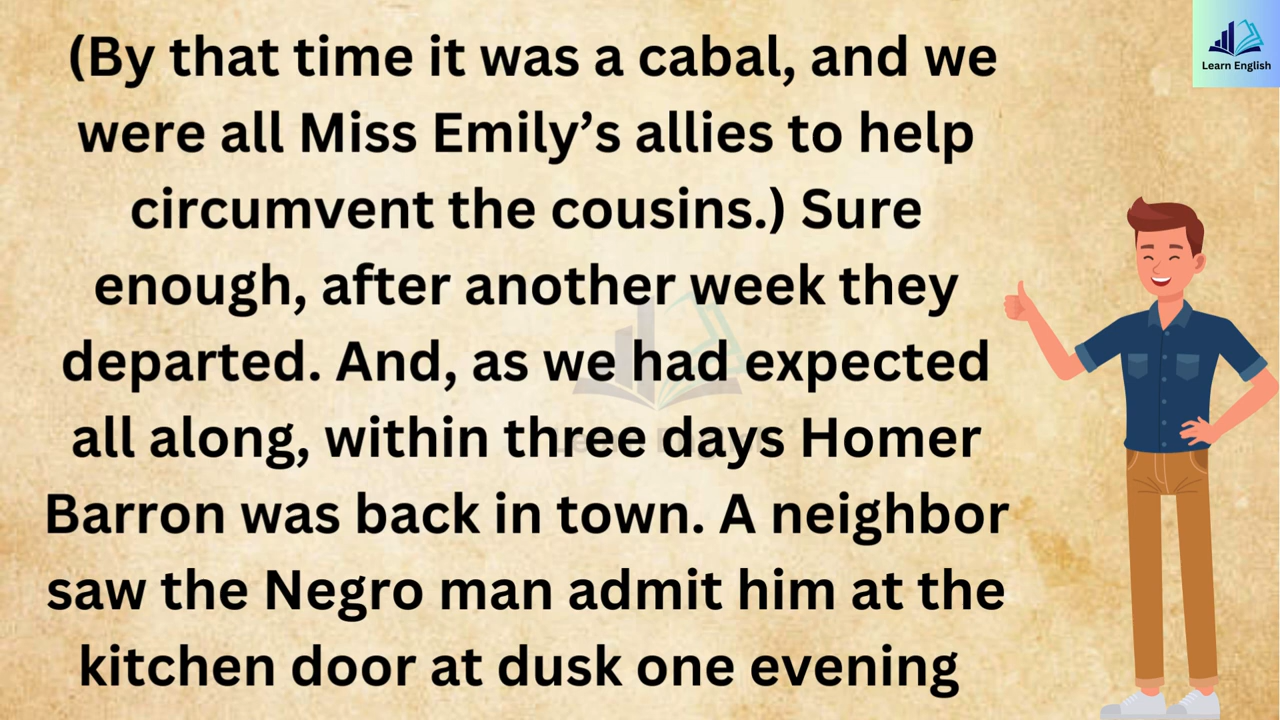 Learn English
(By that time it was a cabal, and we
were all Miss Emily’s allies to help
circumvent the cousins.) Sure
enough, after another week they
departed. And, as we had expected
all along, within three days Homer
Barron was back in town. A neighbor
saw the Negro man admit him at the
kitchen door at dusk one evening